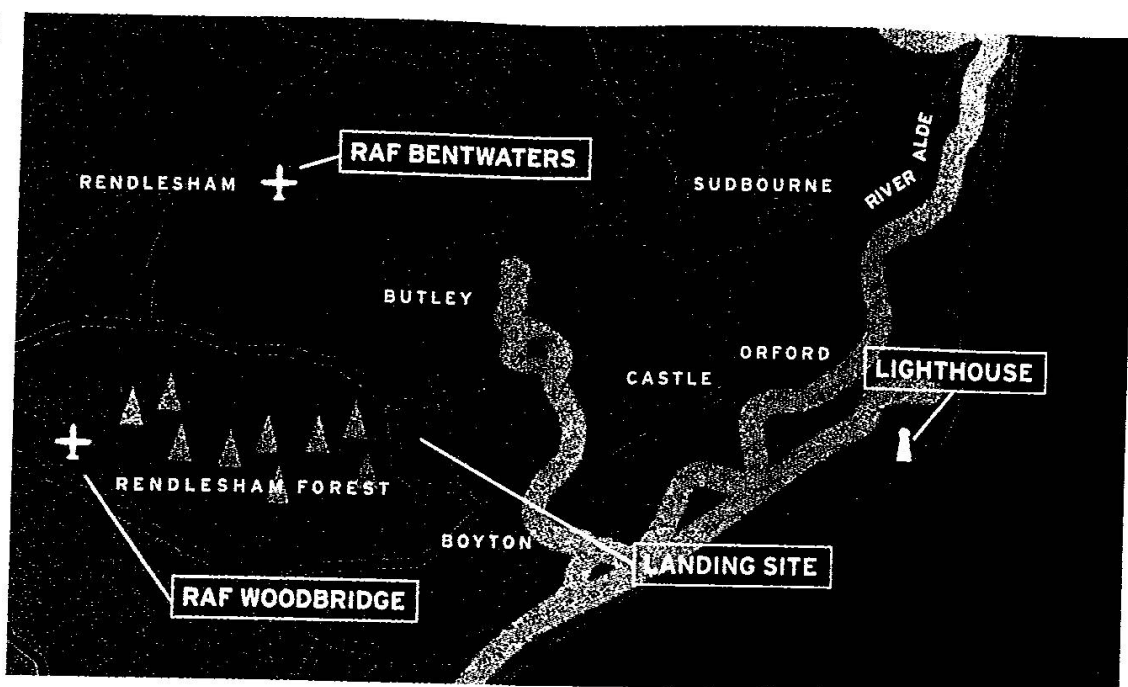 RAF BENTWATERS
RENDLESHAM
SUDBOURNE
RIVER ALDE
BUTLEY
ORFORD
LIGHTHOUSE
CASTLE
RENDLESHAM FOREST
BOYTON
LANDING SITE
RAF WOODBRIDGE